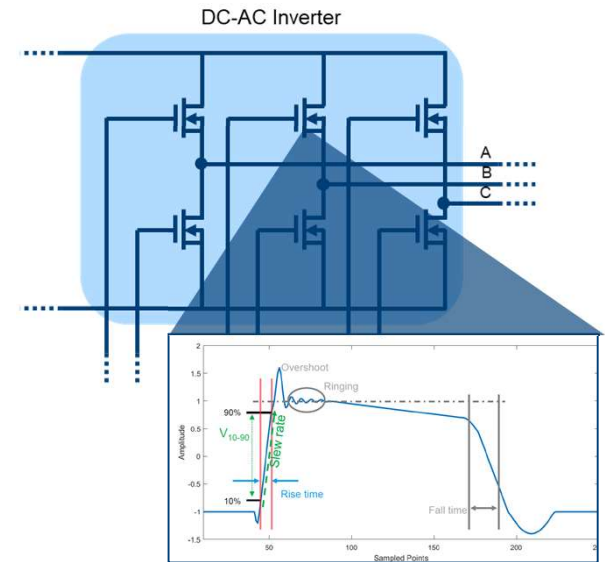 DC-AC Inverter
A
B
C
2
1.5
1
0.5
0
-0.5
-1
-1.5
Amplitude
Overshoot
Ringing
90%
V10-90
Slew rate
Rise time
10%
Fall time
50
100
150
200
Sampled Points